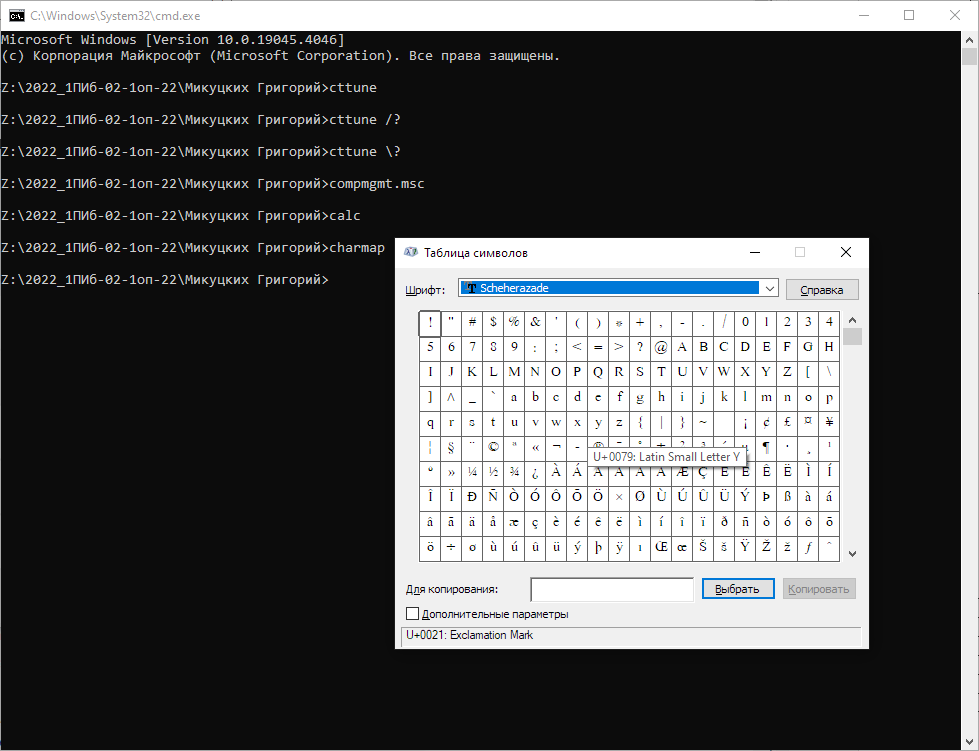 C:\Windows\System32\cmd.exe
Microsoft Windows [Version 10.0.19045.4046]
(c) Корпорация Майкрософт (Microsoft Corporation). Все права защищены.
Z:\2022_1ПИб-02-1оп-22\Микуцких Григорий>cttune
Z:\2022_1ПИб-02-1оп-22\Микуцких Григорий>cttune /?
Z:\2022_1ПИб-02-1оп-22\Микуцких Григорий>cttune \?
Z:\2022_1ПИб-02-1оп-22\Микуцких Григорий>compmgmt.msc
Z:\2022_1ПИб-02-1оп-22\Микуцких Григорий>calc
Z:\2022_1ПИб-02-1оп-22\Микуцких Григорий>charmap
Z:\2022_1ПИб-02-1оп-22\Микуцких Григорий>
Таблица символов
Шрифт: Scheherazade Справка
! " # $ % & ' ( ) * + , - . / 0 1 2 3 4
5 6 7 8 9 : ; < = > ? @ A B C D E F G H
I J K L M N O P Q R S T U V W X Y Z [ \
] ^ _ ` a b c d e f g h i j k l m n o p
q r s t u v w x y z { | } ~ ¡ ¢ £ ¤ ¥
¦ § ¨ © ª « ¬ - ¶ · ¸ ¹
U+0079: Latin Small Letter Y
º » ¼ ½ ¾ ¿ À Á Â Ã Ä Å Æ Ç È É Ê Ë Ì Í
Î Ï Ð Ñ Ò Ó Ô Õ Ö × Ø Ù Ú Û Ü Ý Þ ß à á
â ã ä å æ ç è é ê ë ì í î ï ð ñ ò ó ô õ
ö ÷ ø ù ú û ü ý þ ÿ ı Œ œ Š š Ÿ Ž ž ƒ ˆ
Для копирования: Выбрать Копировать
Дополнительные параметры
U+0021: Exclamation Mark